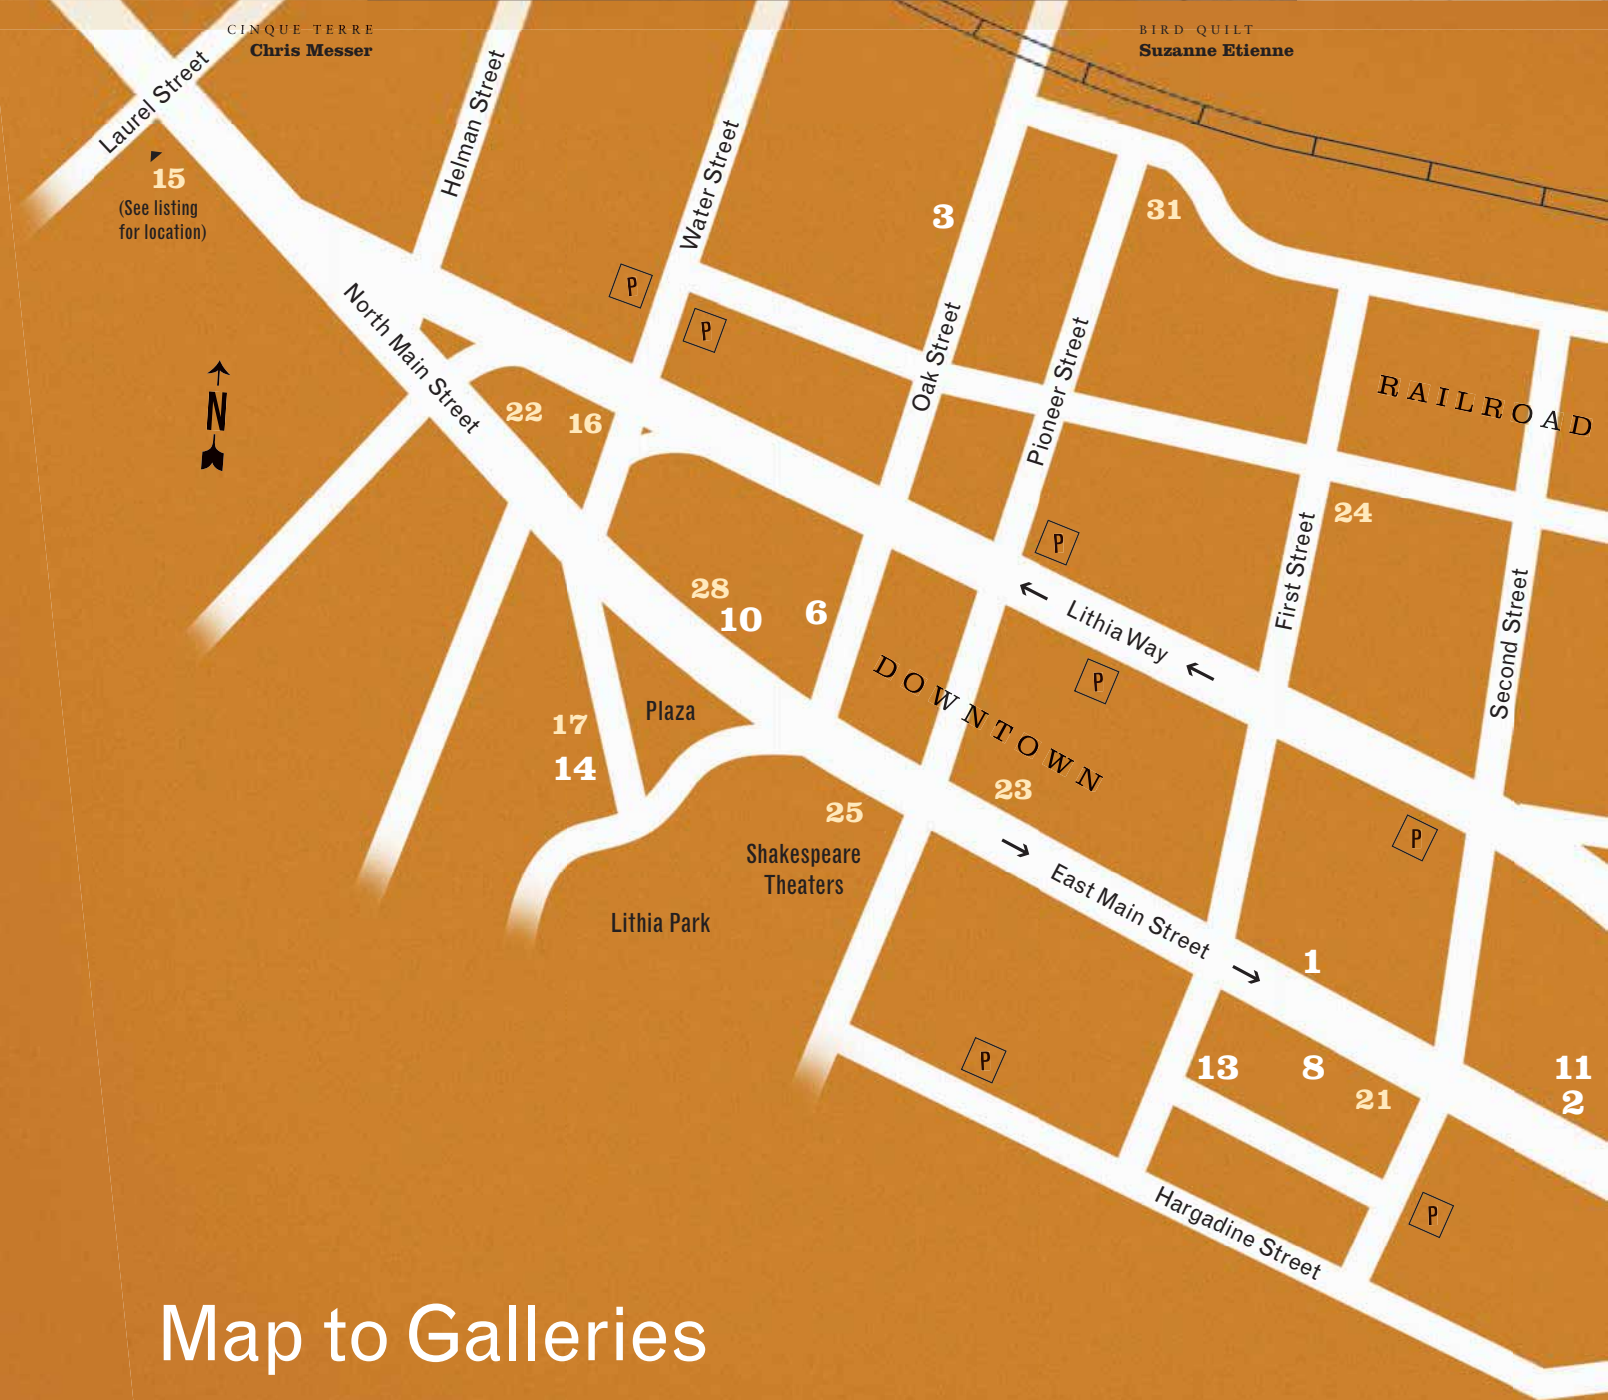 CINQUE TERRE
Chris Messer
BIRD QUILT
Suzanne Etienne
Laurel Street
Helman Street
Water Street
15
(See listing
for location)
3
31
P
P
North Main Street
Oak Street
Pioneer Street
RAILROAD
N
22
16
24
P
First Street
Second Street
28
10
6
Lithia Way
P
DOWNTOWN
Plaza
17
14
23
25
P
Shakespeare
Theaters
East Main Street
Lithia Park
1
P
13
8
11
21
2
P
Hargadine Street
Map to Galleries